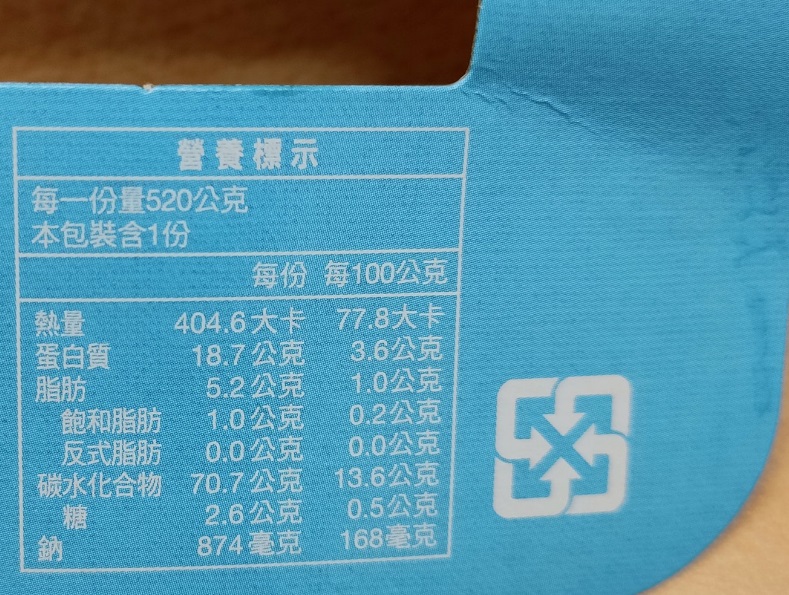 營養標示
每一份量520公克
本包裝含1份
每份 每100公克
熱量 404.6大卡 77.8大卡
蛋白質 18.7公克 3.6公克
脂肪 5.2公克 1.0公克
飽和脂肪 1.0公克 0.2公克
反式脂肪 0.0公克 0.0公克
碳水化合物 70.7公克 13.6公克
糖 2.6公克 0.5公克
鈉 874毫克 168毫克